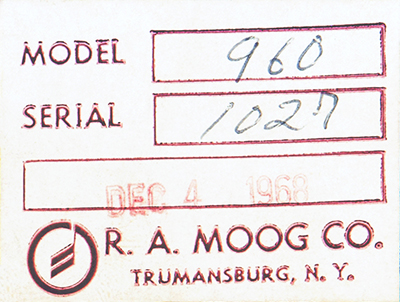 MODEL 960
SERIAL 1027
DEC 4 1968
R. A. MOOG CO.
TRUMANSBURG, N. Y.